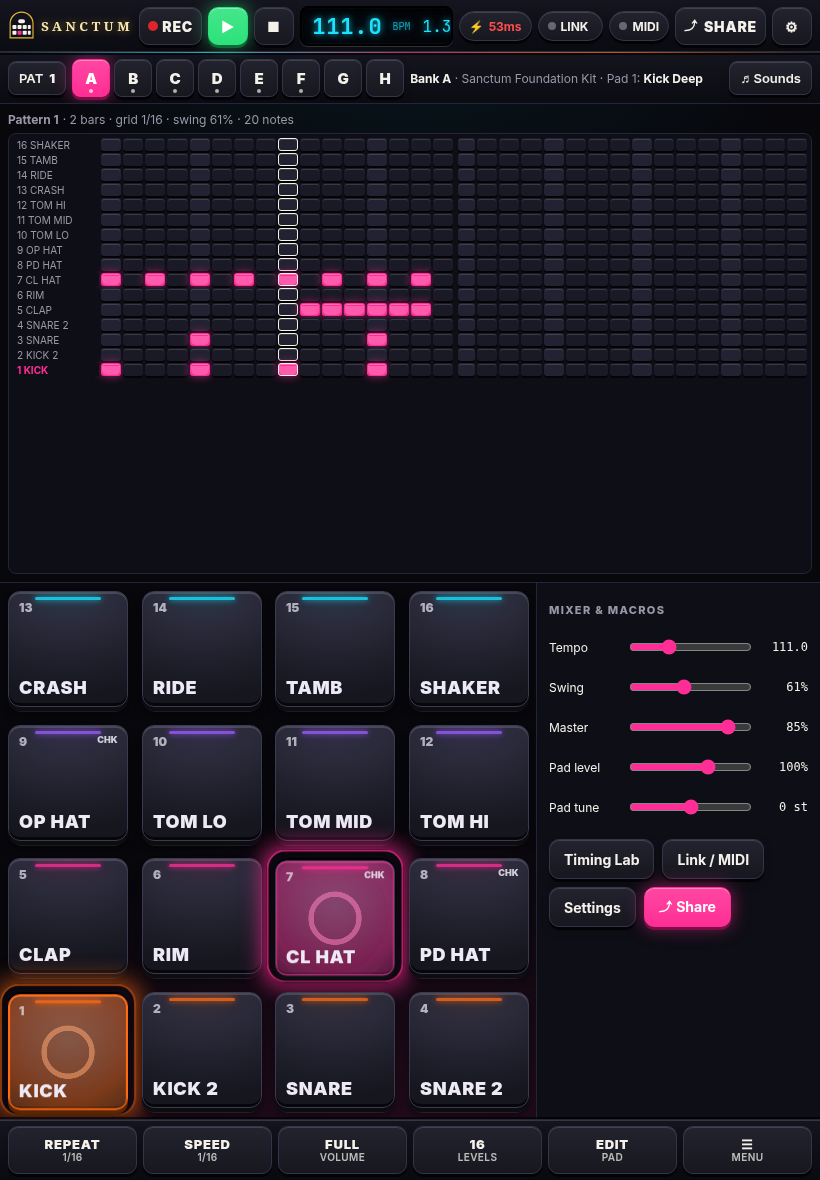 SANCTUM REC 111.0 BPM 1.3 ⚡ 53ms LINK MIDI SHARE
PAT 1 A B C D E F G H Bank A · Sanctum Foundation Kit · Pad 1: Kick Deep ♬ Sounds
Pattern 1 · 2 bars · grid 1/16 · swing 61% · 20 notes
16 SHAKER
15 TAMB
14 RIDE
13 CRASH
12 TOM HI
11 TOM MID
10 TOM LO
9 OP HAT
8 PD HAT
7 CL HAT
6 RIM
5 CLAP
4 SNARE 2
3 SNARE
2 KICK 2
1 KICK
13 14 15 16
CRASH RIDE TAMB SHAKER
9 CHK 10 11 12
OP HAT TOM LO TOM MID TOM HI
5 6 7 CHK 8 CHK
CLAP RIM CL HAT PD HAT
1 2 3 4
KICK KICK 2 SNARE SNARE 2
MIXER & MACROS
Tempo 111.0
Swing 61%
Master 85%
Pad level 100%
Pad tune 0 st
Timing Lab Link / MIDI
Settings Share
REPEAT SPEED FULL 16 EDIT ☰
1/16 1/16 VOLUME LEVELS PAD MENU